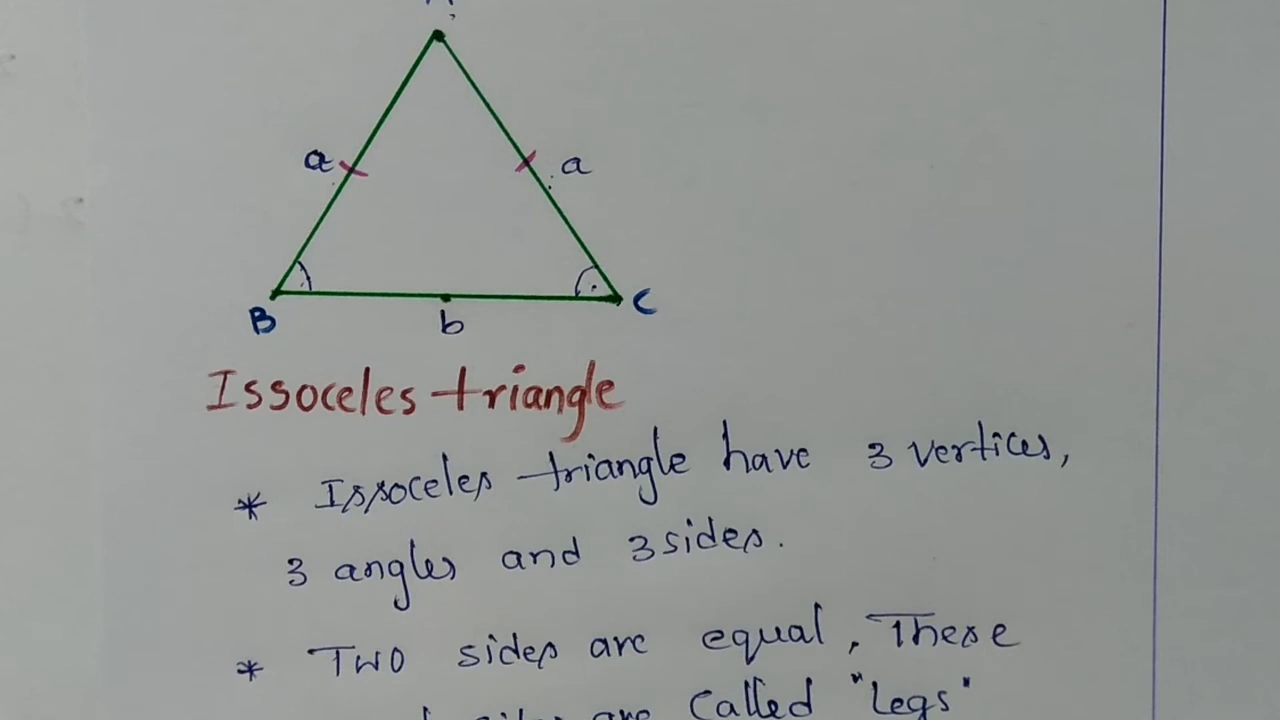 a
a
B
C
b
Issoceles triangle
* Issoceles triangle have 3 vertices,
3 angles and 3 sides.
* Two sides are equal, These
are called "Legs"